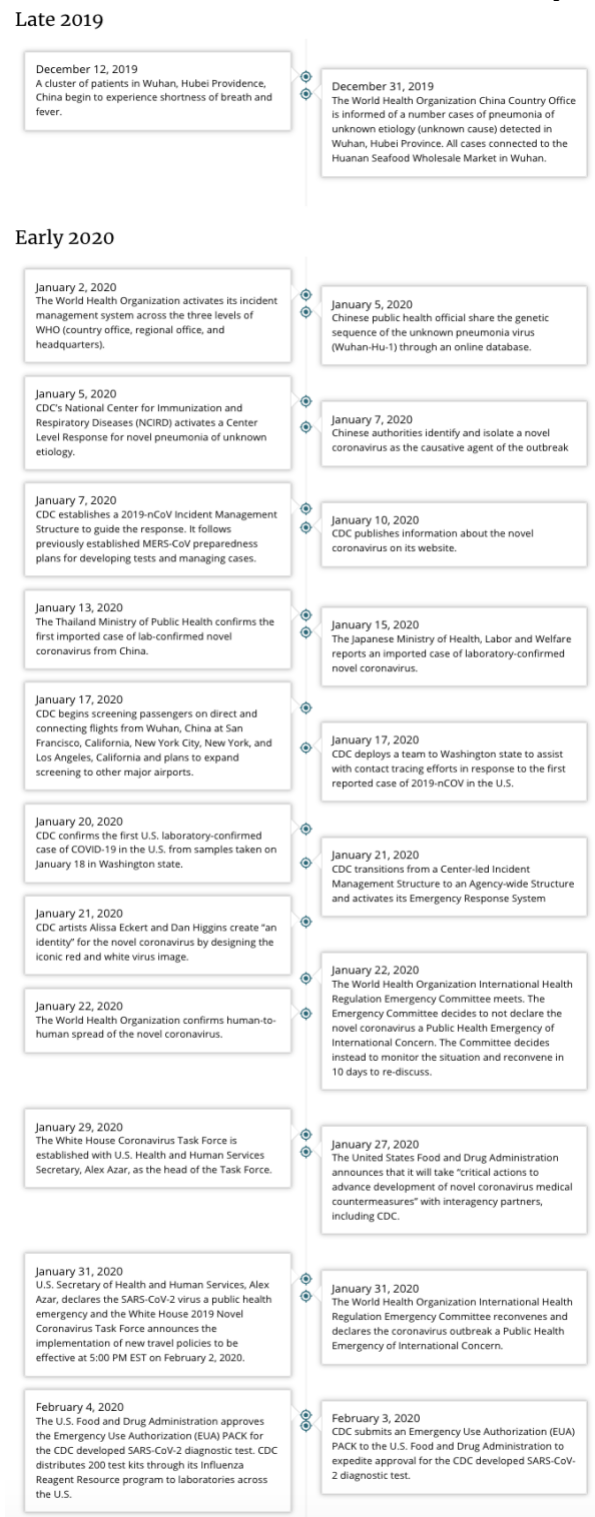 Late 2019
December 12, 2019
A cluster of patients in Wuhan, Hubei Providence,
China begin to experience shortness of breath and
fever.
December 31, 2019
The World Health Organization China Country Office
is informed of a number cases of pneumonia of
unknown etiology (unknown cause) detected in
Wuhan, Hubei Province. All cases connected to the
Huanan Seafood Wholesale Market in Wuhan.
Early 2020
January 2, 2020
The World Health Organization activates its incident
management system across the three levels of
WHO (country office, regional office, and
headquarters).
January 5, 2020
Chinese public health official share the genetic
sequence of the unknown pneumonia virus
(Wuhan-Hu-1) through an online database.
January 5, 2020
CDC's National Center for Immunization and
Respiratory Diseases (NCIRD) activates a Center
Level Response for novel pneumonia of unknown
etiology.
January 7, 2020
Chinese authorities identify and isolate a novel
coronavirus as the causative agent of the outbreak
January 7, 2020
CDC establishes a 2019-nCoV Incident Management
Structure to guide the response. It follows
previously established MERS-CoV preparedness
plans for developing tests and managing cases.
January 10, 2020
CDC publishes information about the novel
coronavirus on its website.
January 13, 2020
The Thailand Ministry of Public Health confirms the
first imported case of lab-confirmed novel
coronavirus from China.
January 15, 2020
The Japanese Ministry of Health, Labor and Welfare
reports an imported case of laboratory-confirmed
novel coronavirus.
January 17, 2020
CDC begins screening passengers on direct and
connecting flights from Wuhan, China at San
Francisco, California, New York City, New York, and
Los Angeles, California and plans to expand
screening to other major airports.
January 17, 2020
CDC deploys a team to Washington state to assist
with contact tracing efforts in response to the first
reported case of 2019-nCOV in the U.S.
January 20, 2020
CDC confirms the first U.S. laboratory-confirmed
case of COVID-19 in the U.S. from samples taken on
January 18 in Washington state.
January 21, 2020
CDC transitions from a Center-led Incident
Management Structure to an Agency-wide Structure
and activates its Emergency Response System
January 21, 2020
CDC artists Alissa Eckert and Dan Higgins create "an
identity" for the novel coronavirus by designing the
iconic red and white virus image.
January 22, 2020
The World Health Organization International Health
Regulation Emergency Committee meets. The
Emergency Committee decides to not declare the
novel coronavirus a Public Health Emergency of
International Concern. The Committee decides
instead to monitor the situation and reconvene in
10 days to re-discuss.
January 22, 2020
The World Health Organization confirms human-to-
human spread of the novel coronavirus.
January 29, 2020
The White House Coronavirus Task Force is
established with U.S. Health and Human Services
Secretary, Alex Azar, as the head of the Task Force.
January 27, 2020
The United States Food and Drug Administration
announces that it will take "critical actions to
advance development of novel coronavirus medical
countermeasures" with interagency partners,
including CDC.
January 31, 2020
U.S. Secretary of Health and Human Services, Alex
Azar, declares the SARS-CoV-2 virus a public health
emergency and the White House 2019 Novel
Coronavirus Task Force announces the
implementation of new travel policies to be
effective at 5:00 PM EST on February 2, 2020.
January 31, 2020
The World Health Organization International Health
Regulation Emergency Committee reconvenes and
declares the coronavirus outbreak a Public Health
Emergency of International Concern.
February 4, 2020
The U.S. Food and Drug Administration approves
the Emergency Use Authorization (EUA) PACK for
the CDC developed SARS-CoV-2 diagnostic test. CDC
distributes 200 test kits through its Influenza
Reagent Resource program to laboratories across
the U.S.
February 3, 2020
CDC submits an Emergency Use Authorization (EUA)
PACK to the U.S. Food and Drug Administration to
expedite approval for the CDC developed SARS-CoV-
2 diagnostic test.